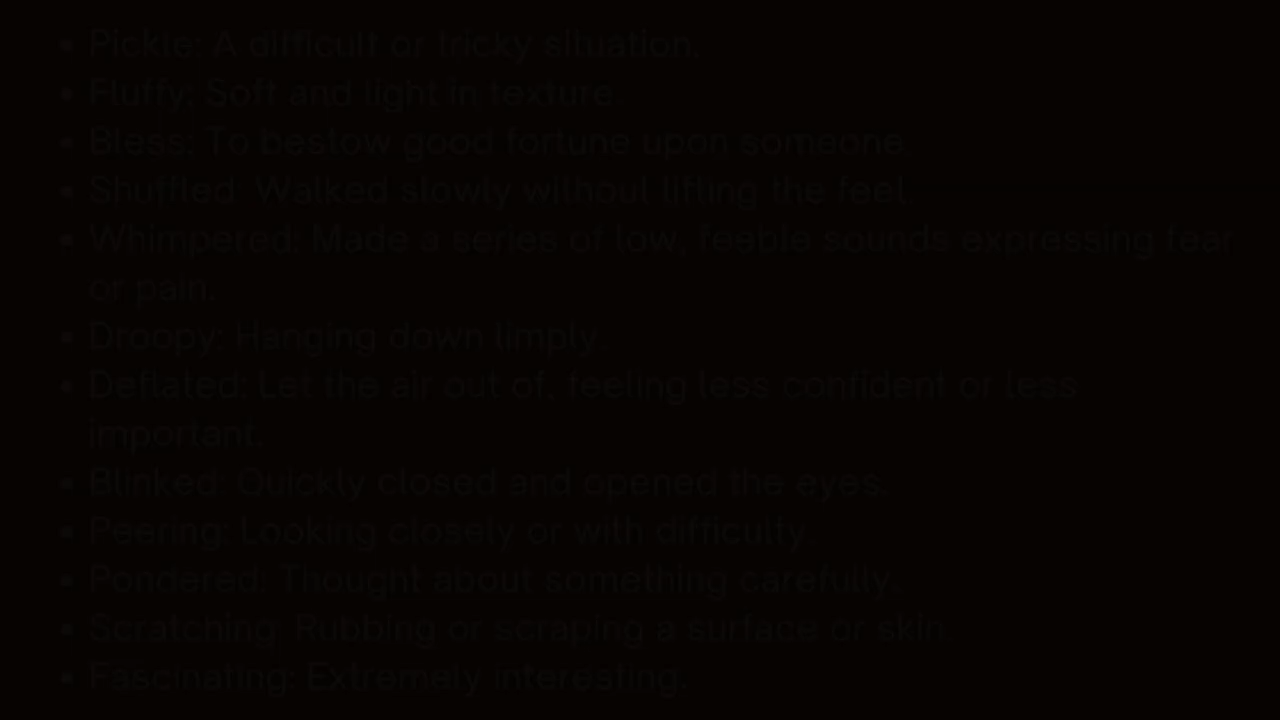 • Pickle: A difficult or tricky situation.
• Fluffy: Soft and light in texture.
• Bless: To bestow good fortune upon someone.
• Shuffled: Walked slowly without lifting the feet.
• Whimpered: Made a series of low, feeble sounds expressing fear
or pain.
• Droopy: Hanging down limply.
• Deflated: Let the air out of, feeling less confident or less
important.
• Blinked: Quickly closed and opened the eyes.
• Peering: Looking closely or with difficulty.
• Pondered: Thought about something carefully.
• Scratching: Rubbing or scraping a surface or skin.
• Fascinating: Extremely interesting.